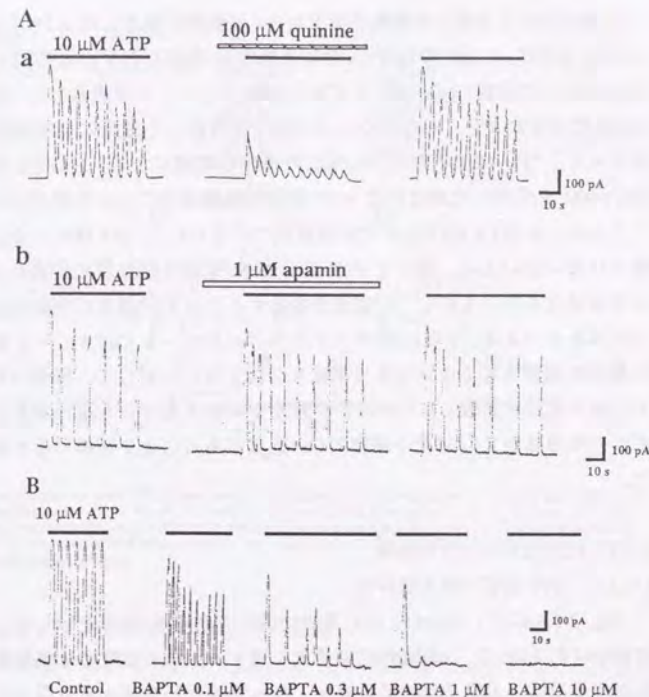 A
10 μM ATP
100 μM quinine
a
100 pA
10 s
b
10 μM ATP
1 μM apamin
100 pA
10 s
B
10 μM ATP
100 pA
10 s
Control
BAPTA 0.1 μM
BAPTA 0.3 μM
BAPTA 1 μM
BAPTA 10 μM